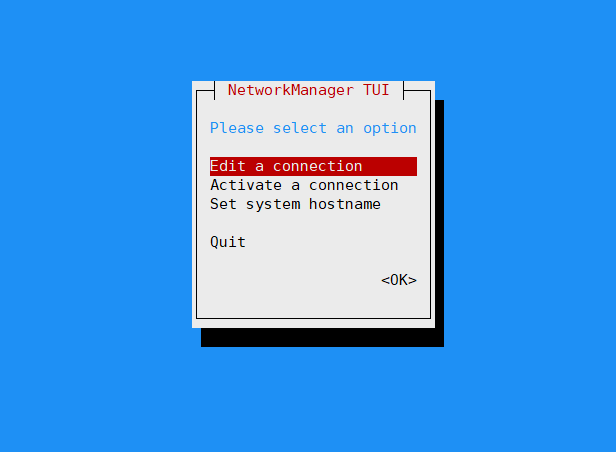 NetworkManager TUI
Please select an option
Edit a connection
Activate a connection
Set system hostname
Quit
<OK>